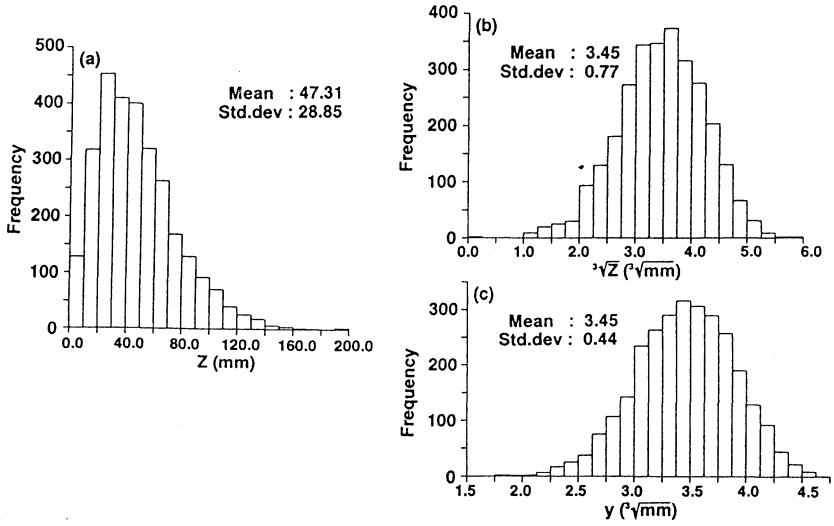 (a)
Mean : 47.31
Std.dev : 28.85
Frequency
500
400
300
200
100
0
0.0 40.0 80.0 120.0 160.0 200.0
Z (mm)
(b)
Mean : 3.45
Std.dev : 0.77
Frequency
400
300
200
100
0
0.0 1.0 2.0 3.0 4.0 5.0 6.0
³√Z (³√mm)
(c)
Mean : 3.45
Std.dev : 0.44
Frequency
300
200
100
0
1.5 2.0 2.5 3.0 3.5 4.0 4.5
y (³√mm)